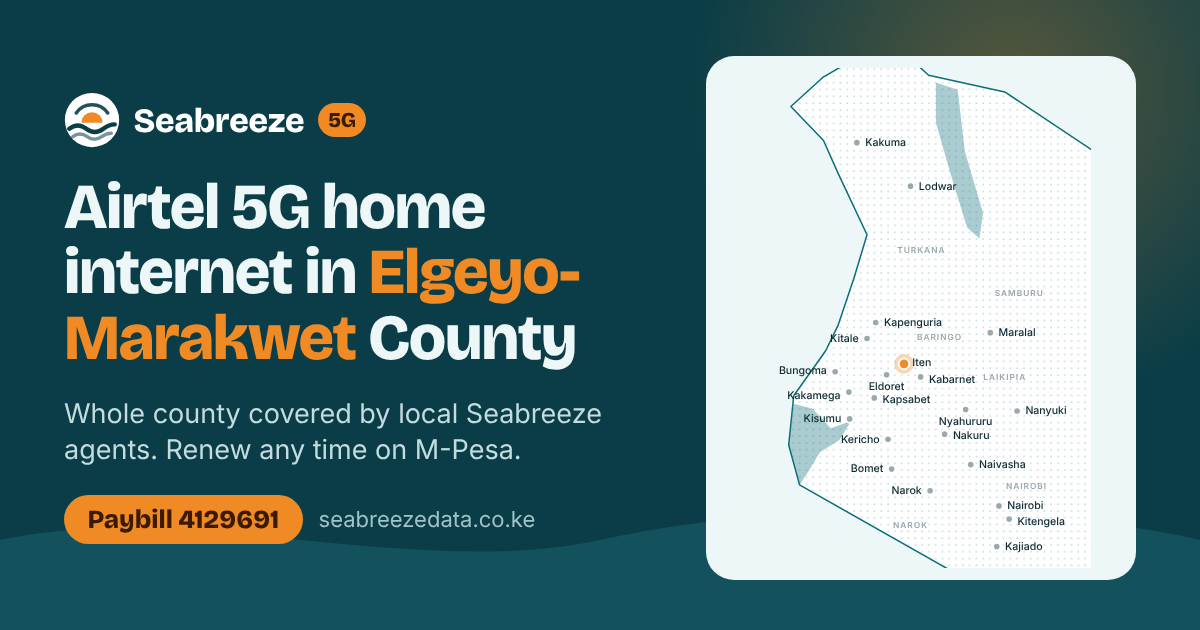 Seabreeze 5G
Airtel 5G home
internet in Elgeyo-
Marakwet County
Whole county covered by local Seabreeze
agents. Renew any time on M-Pesa.
Paybill 4129691
seabreezedata.co.ke
Kakuma
Lodwar
TURKANA
SAMBURU
Kapenguria
Maralal
Kitale
BARINGO
Iten
Bungoma
Kabarnet
LAIKIPIA
Eldoret
Kakamega
Kapsabet
Nanyuki
Kisumu
Nyahururu
Nakuru
Kericho
Naivasha
Bomet
NAIROBI
Narok
Nairobi
Kitengela
NAROK
Kajiado